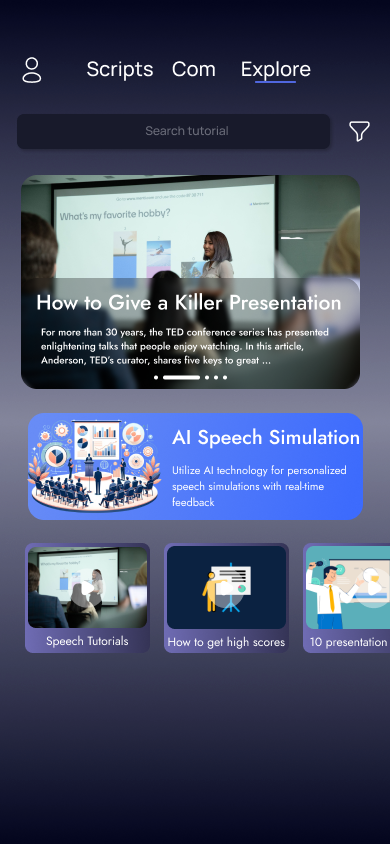 Scripts Com Explore
Search tutorial
What's my favorite hobby?
How to Give a Killer Presentation
For more than 30 years, the TED conference series has presented
enlightening talks that people enjoy watching. In this article,
Anderson, TED's curator, shares five keys to great ...
AI Speech Simulation
Utilize AI technology for personalized
speech simulations with real-time
feedback
Speech Tutorials
How to get high scores
10 presentation